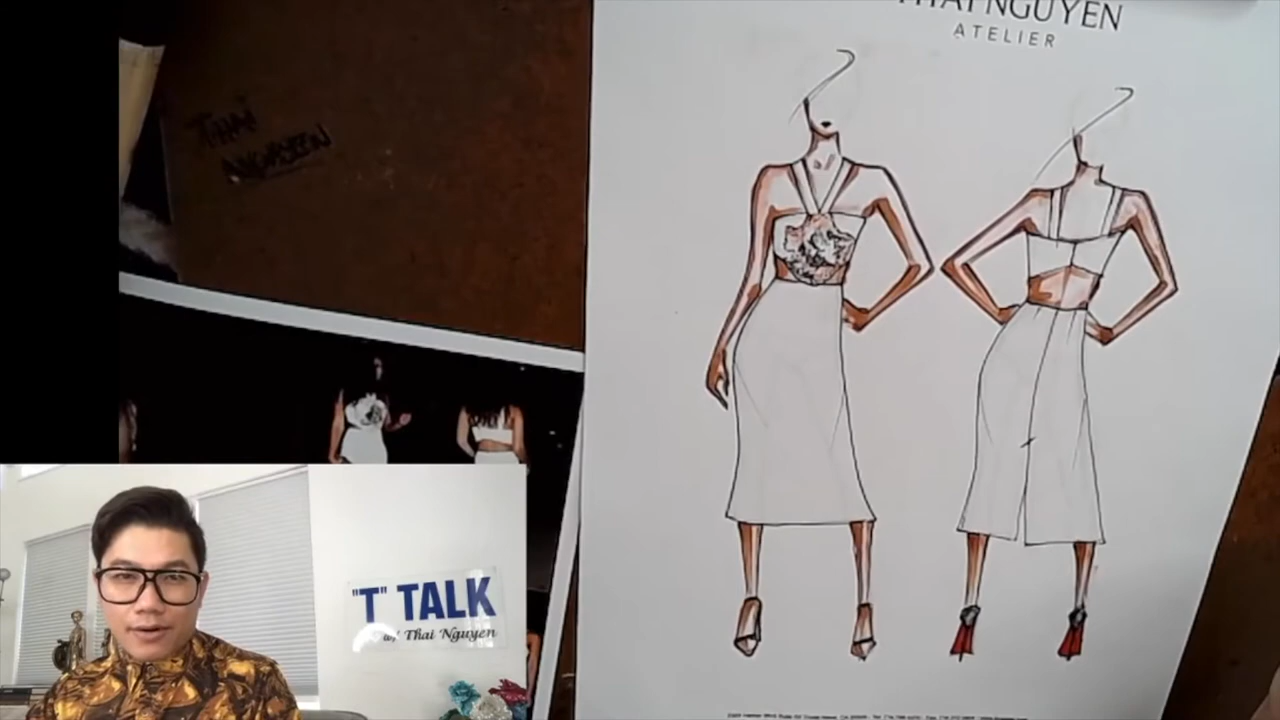 THAI NGUYEN
ATELIER
THAI
NGUYEN
"T" TALK
w/ Thai Nguyen